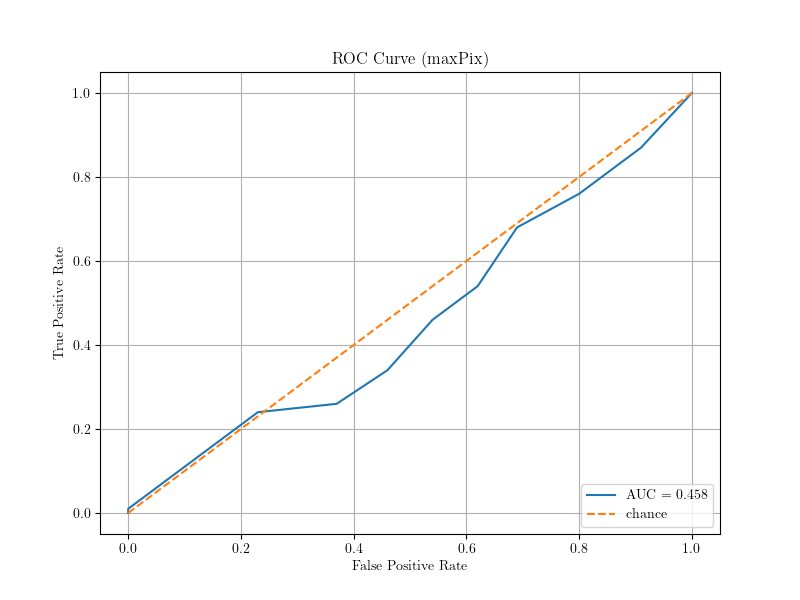 ROC Curve (maxPix)
True Positive Rate
1.0
0.8
0.6
0.4
0.2
0.0
AUC = 0.458
chance
0.0 0.2 0.4 0.6 0.8 1.0
False Positive Rate